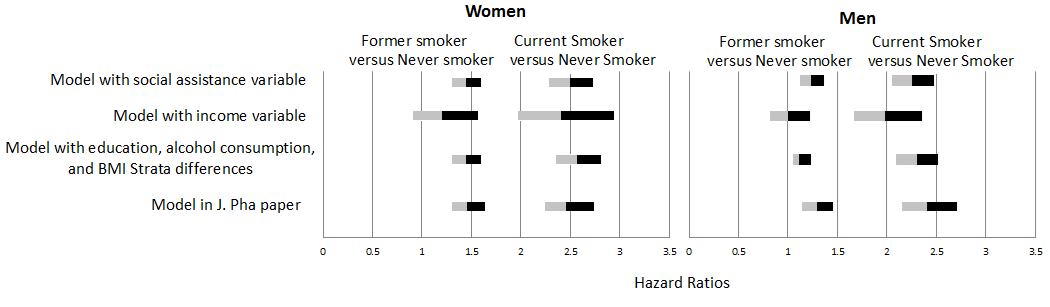 Women
Men
Former smoker
versus Never smoker
Current Smoker
versus Never Smoker
Former smoker
versus Never smoker
Current Smoker
versus Never Smoker
Model with social assistance variable
Model with income variable
Model with education, alcohol consumption,
and BMI Strata differences
Model in J. Pha paper
0 0.5 1 1.5 2 2.5 3 3.5
0 0.5 1 1.5 2 2.5 3 3.5
Hazard Ratios